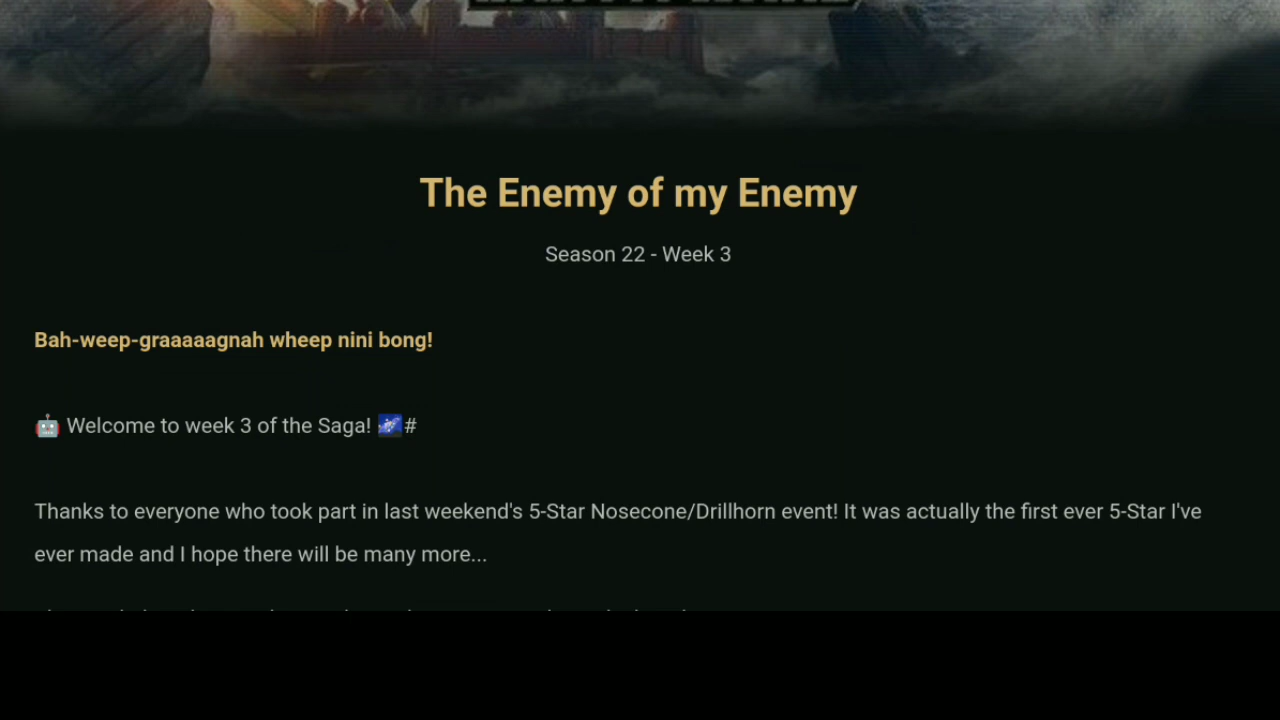 The Enemy of my Enemy
Season 22 - Week 3
Bah-weep-graaaaagnah wheep nini bong!
🤖 Welcome to week 3 of the Saga! 🌌#
Thanks to everyone who took part in last weekend's 5-Star Nosecone/Drillhorn event! It was actually the first ever 5-Star I've
ever made and I hope there will be many more...